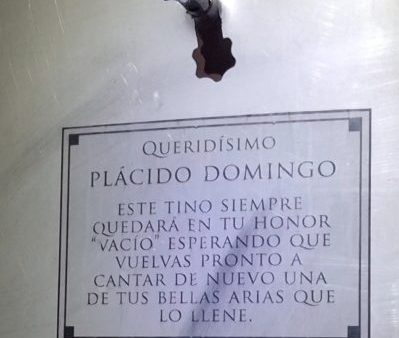 QUERIDÍSIMO
PLÁCIDO DOMINGO
ESTE TINO SIEMPRE
QUEDARÁ EN TU HONOR
"VACÍO" ESPERANDO QUE
VUELVAS PRONTO A
CANTAR DE NUEVO UNA
DE TUS BELLAS ARIAS QUE
LO LLENE.